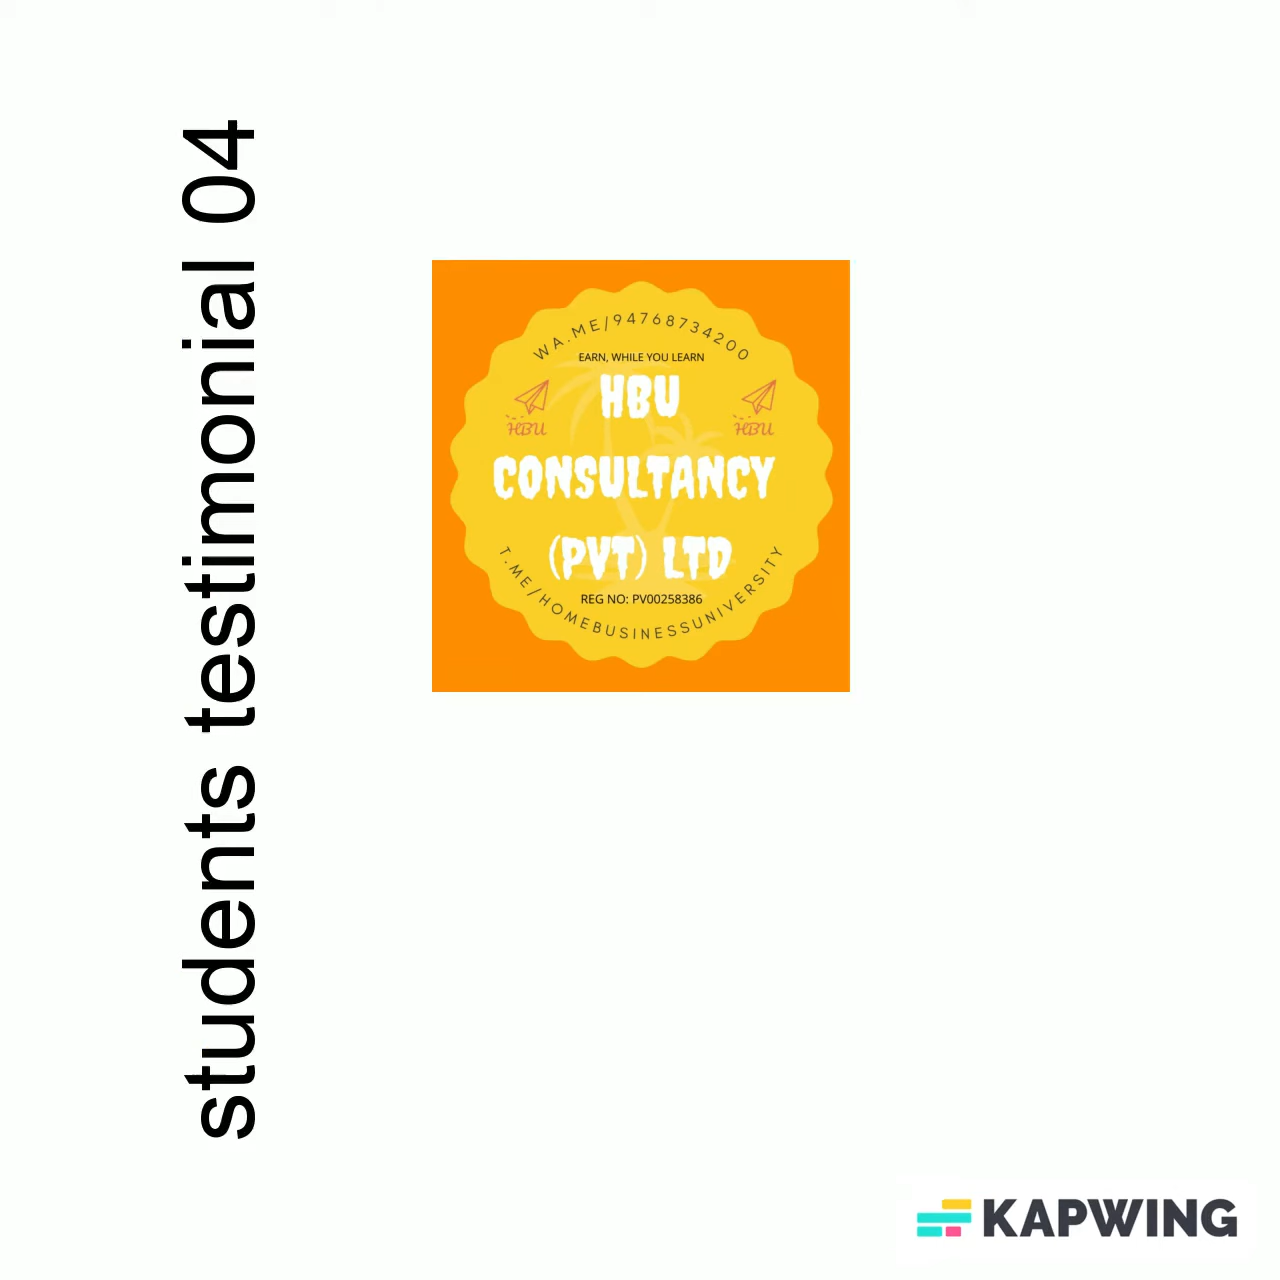 students testimonial 04
WA.ME/94768734200
EARN, WHILE YOU LEARN
HBU
HBU
HBU
CONSULTANCY
(PVT) LTD
REG NO: PV00258386
T.ME/HOMEBUSINESSUNIVERSITY
KAPWING